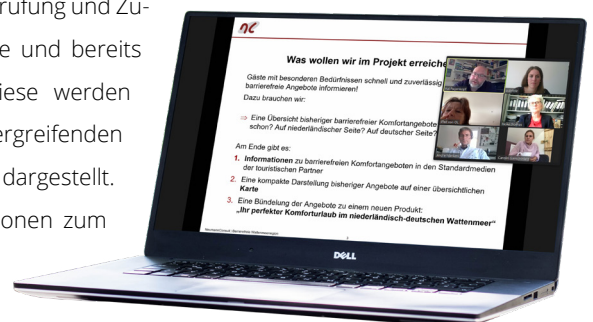 rüfung und Zu-
e und bereits
iese werden
ergreifenden
dargestellt.
onen zum
nc
Was wollen wir im Projekt erreiche
Gäste mit besonderen Bedürfnissen schnell und zuverlässig
barrierefreie Angebote informieren!
Dazu brauchen wir:
⇒ Eine Übersicht bisheriger barrierefreier Komfortangebote
schon? Auf niederländischer Seite? Auf deutscher Seite?
Am Ende gibt es:
1. Informationen zu barrierefreien Komfortangeboten in den Standardmedien
der touristischen Partner
2. Eine kompakte Darstellung bisheriger Angebote auf einer übersichtlichen
Karte
3. Eine Bündelung der Angebote zu einem neuen Produkt:
„Ihr perfekter Komforturlaub im niederländisch-deutschen Wattenmeer“
DELL